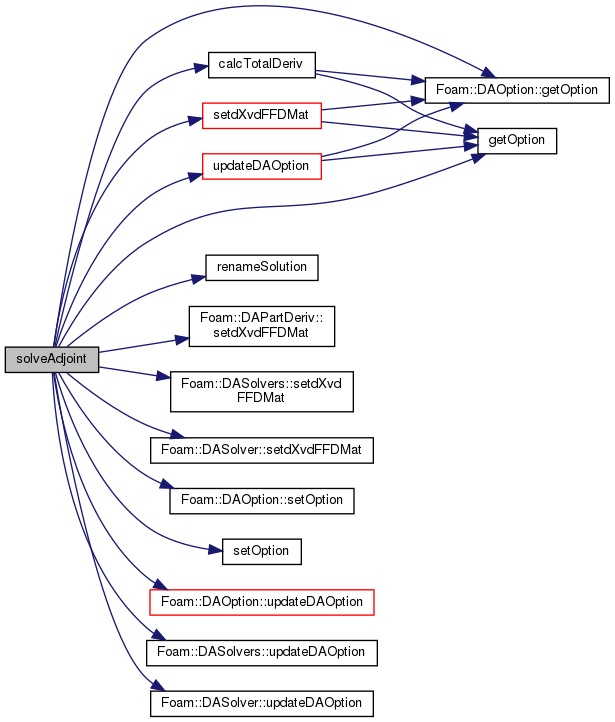 calcTotalDeriv
Foam::DAOption::getOption
setdXvdFFDMat
getOption
updateDAOption
renameSolution
Foam::DAPartDeriv::
setdXvdFFDMat
solveAdjoint
Foam::DASolvers::setdXvd
FFDMat
Foam::DASolver::setdXvdFFDMat
Foam::DAOption::setOption
setOption
Foam::DAOption::updateDAOption
Foam::DASolvers::updateDAOption
Foam::DASolver::updateDAOption